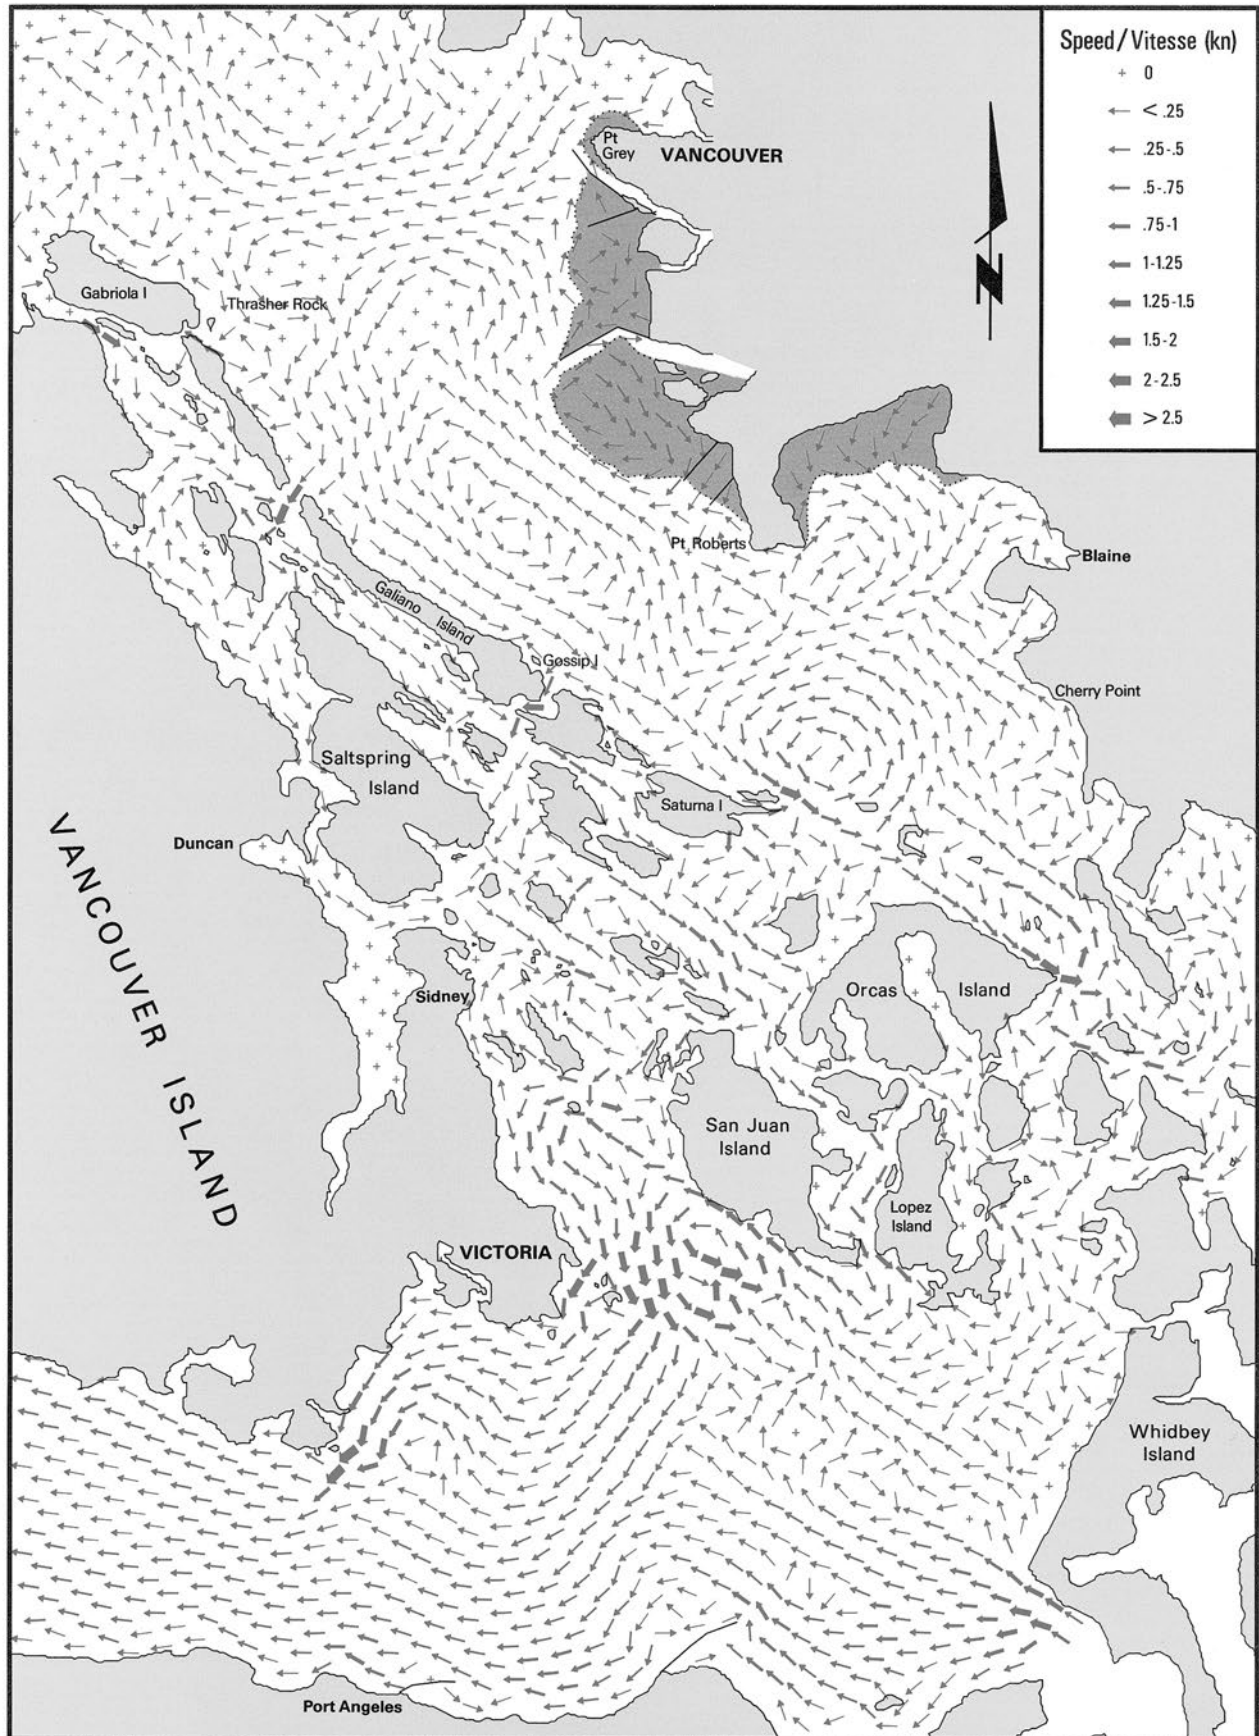 Speed/Vitesse (kn)
+ 0
< .25
.25-.5
.5-.75
.75-1
1-1.25
1.25-1.5
1.5-2
2-2.5
> 2.5
N
Pt
Grey
VANCOUVER
Gabriola I
Thrasher Rock
Pt Roberts
Blaine
Galiano Island
Gossip I
Cherry Point
Saltspring
Island
Saturna I
Duncan
VANCOUVER ISLAND
Sidney
Orcas Island
San Juan
Island
Lopez
Island
VICTORIA
Whidbey
Island
Port Angeles